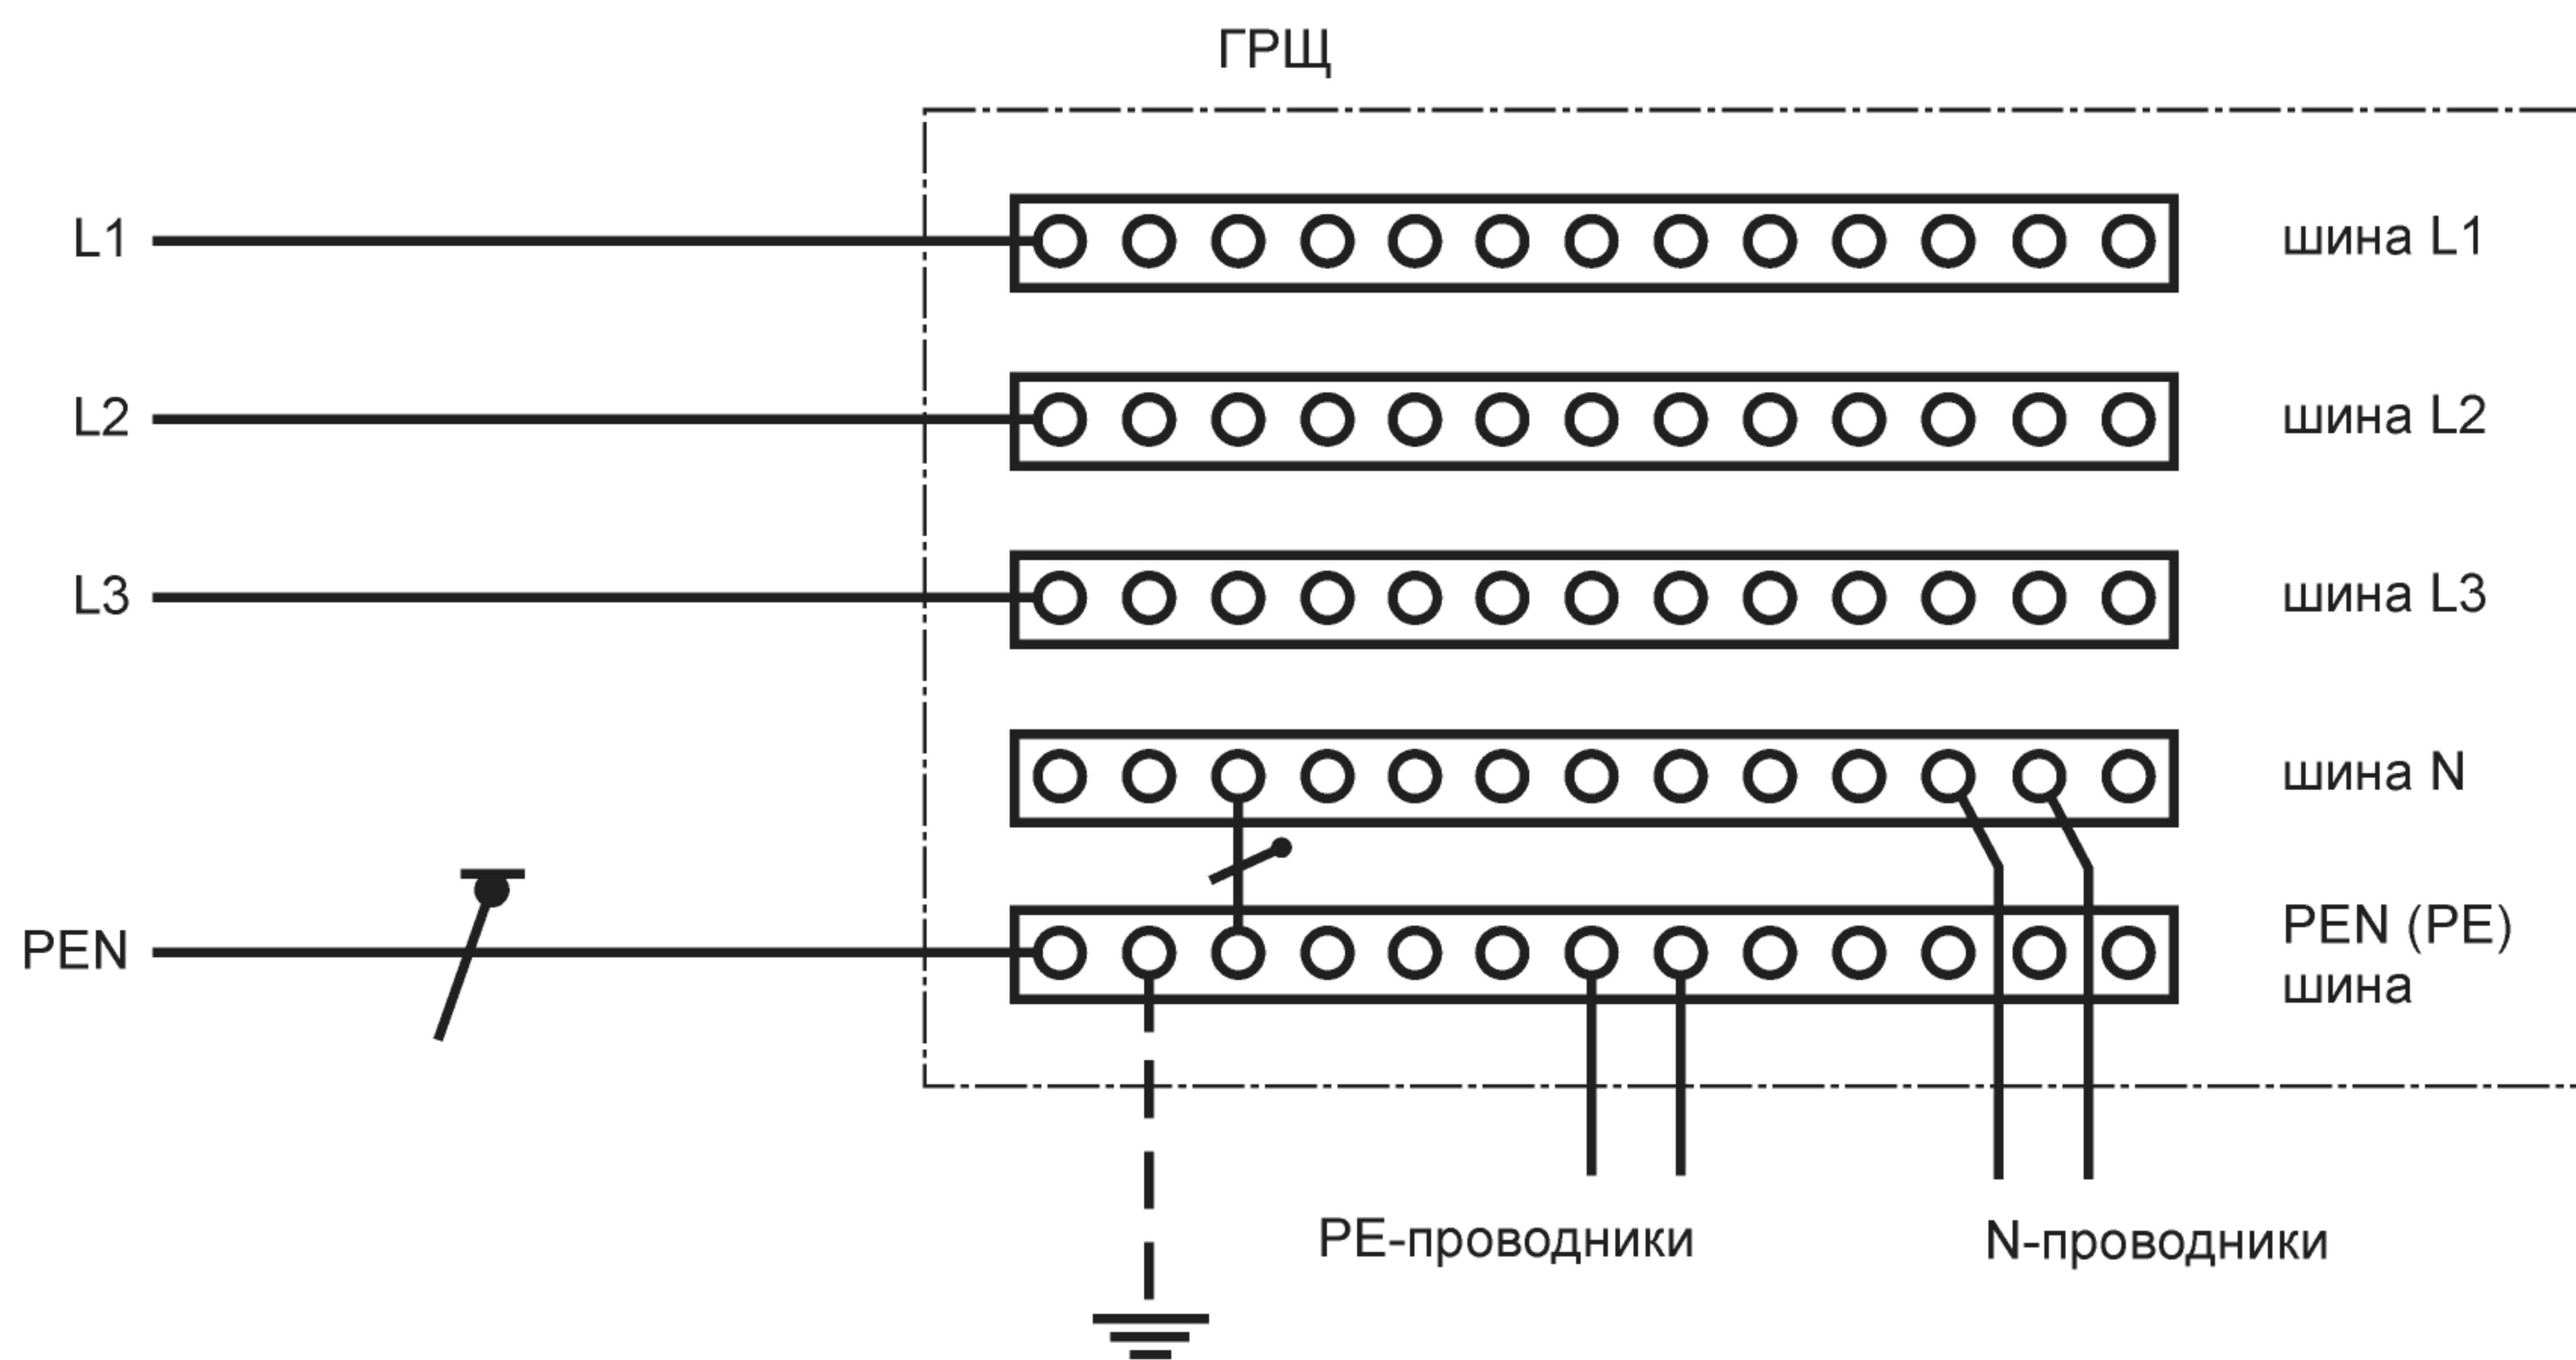 ГРЩ
L1
шина L1
L2
шина L2
L3
шина L3
шина N
PEN
PEN (PE)
шина
PE-проводники
N-проводники